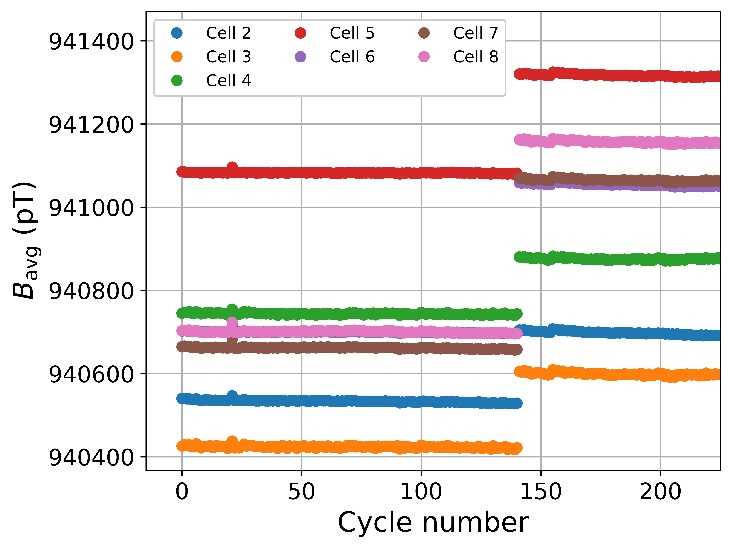 941400
941200
941000
940800
940600
940400
B_avg (pT)
Cell 2 Cell 5 Cell 7
Cell 3 Cell 6 Cell 8
Cell 4
0 50 100 150 200
Cycle number